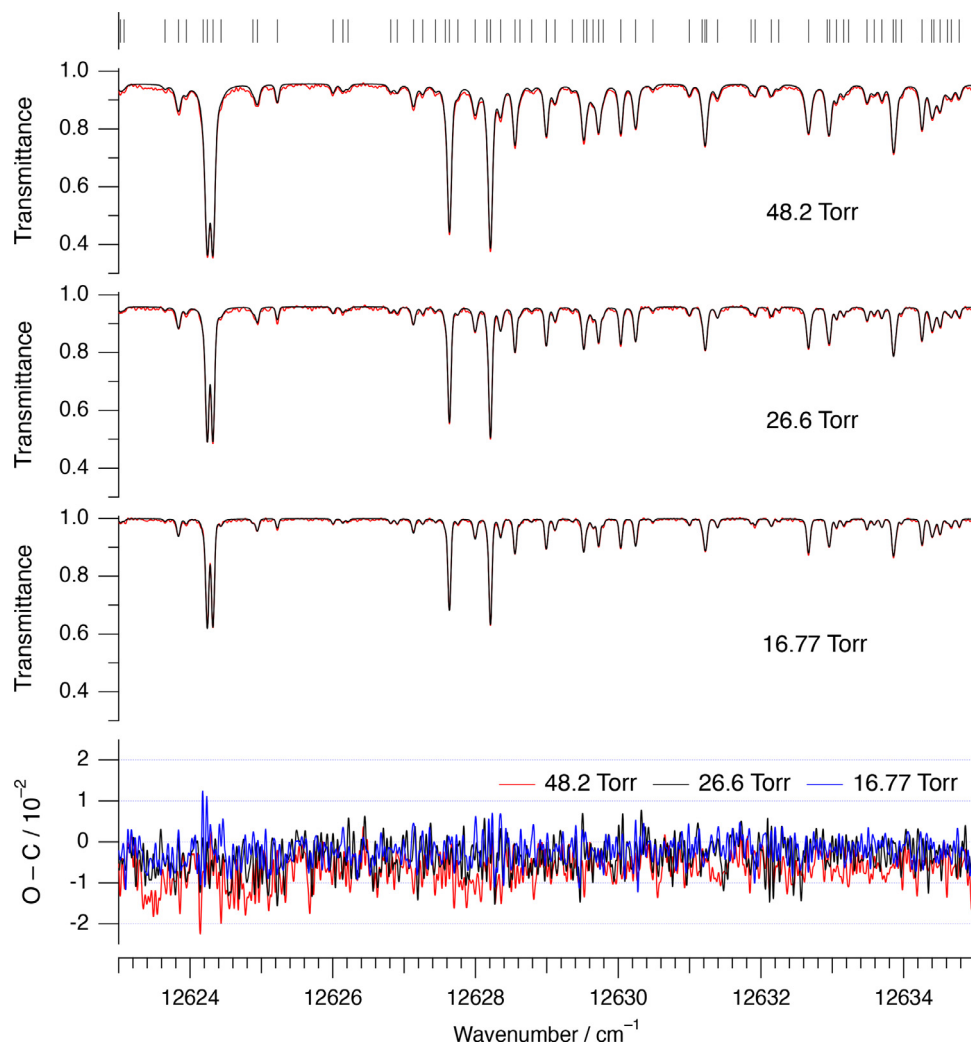 1.0
0.8
0.6
0.4
Transmittance
48.2 Torr
1.0
0.8
0.6
0.4
Transmittance
26.6 Torr
1.0
0.8
0.6
0.4
Transmittance
16.77 Torr
2
1
0
-1
-2
O – C / 10⁻²
48.2 Torr 26.6 Torr 16.77 Torr
12624 12626 12628 12630 12632 12634
Wavenumber / cm⁻¹